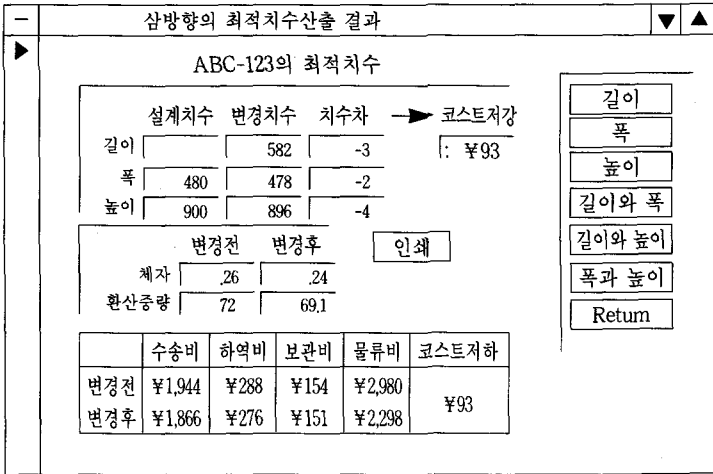 삼방향의 최적치수산출 결과
ABC-123의 최적치수
설계치수 변경치수 치수차 → 코스트저강
길이 582 -3 : ¥93
폭 480 478 -2
높이 900 896 -4
변경전 변경후 인쇄
체자 .26 .24
환산중량 72 69.1
길이
폭
높이
길이와 폭
길이와 높이
폭과 높이
Retum
수송비 하역비 보관비 물류비 코스트저하
변경전 ¥1,944 ¥288 ¥154 ¥2,980 ¥93
변경후 ¥1,866 ¥276 ¥151 ¥2,298